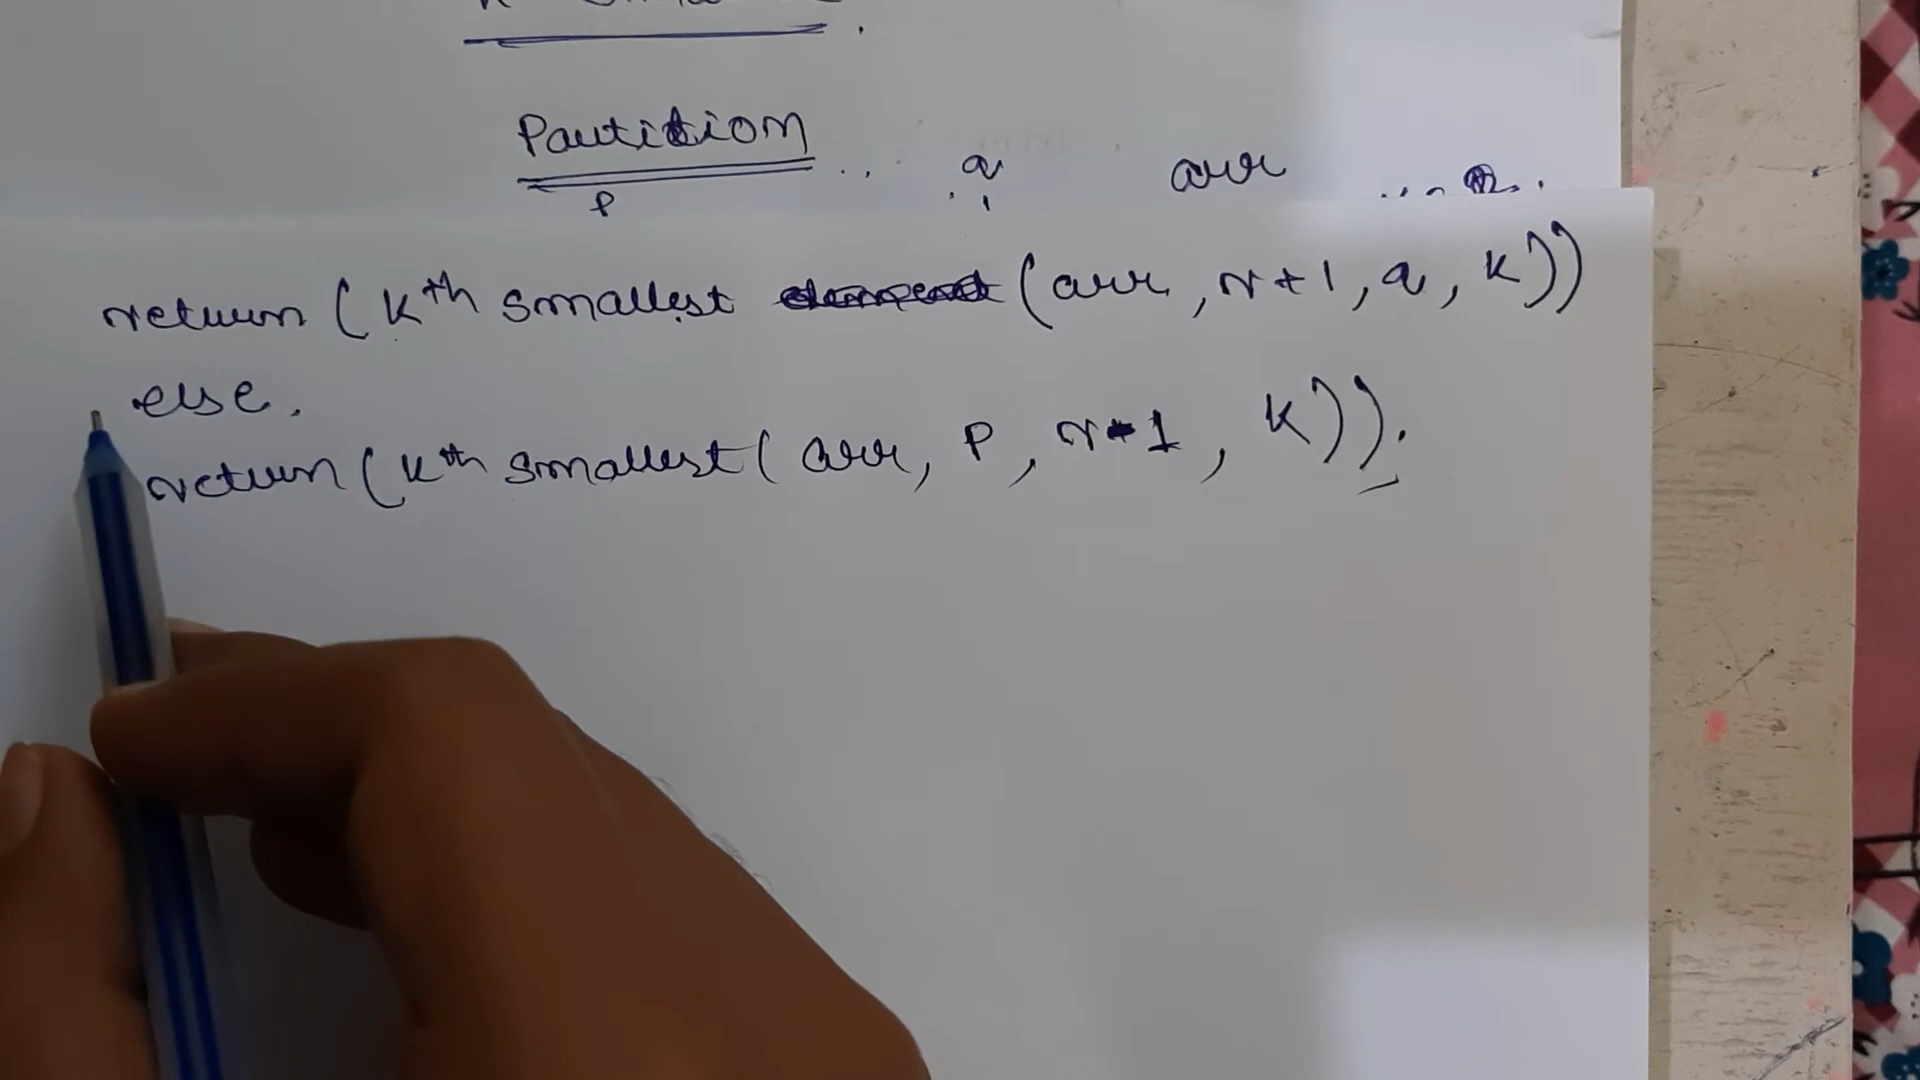 Partition
P q arr
return (Kth smallest (arr, r+1, q, K))
else.
return (Kth smallest (arr, P, r-1, K)).